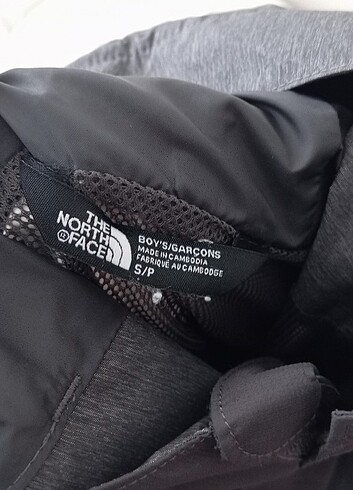 THE
NORTH
FACE
BOY'S/GARÇONS
MADE IN CAMBODIA
FABRIQUÉ AU CAMBODGE
S/P